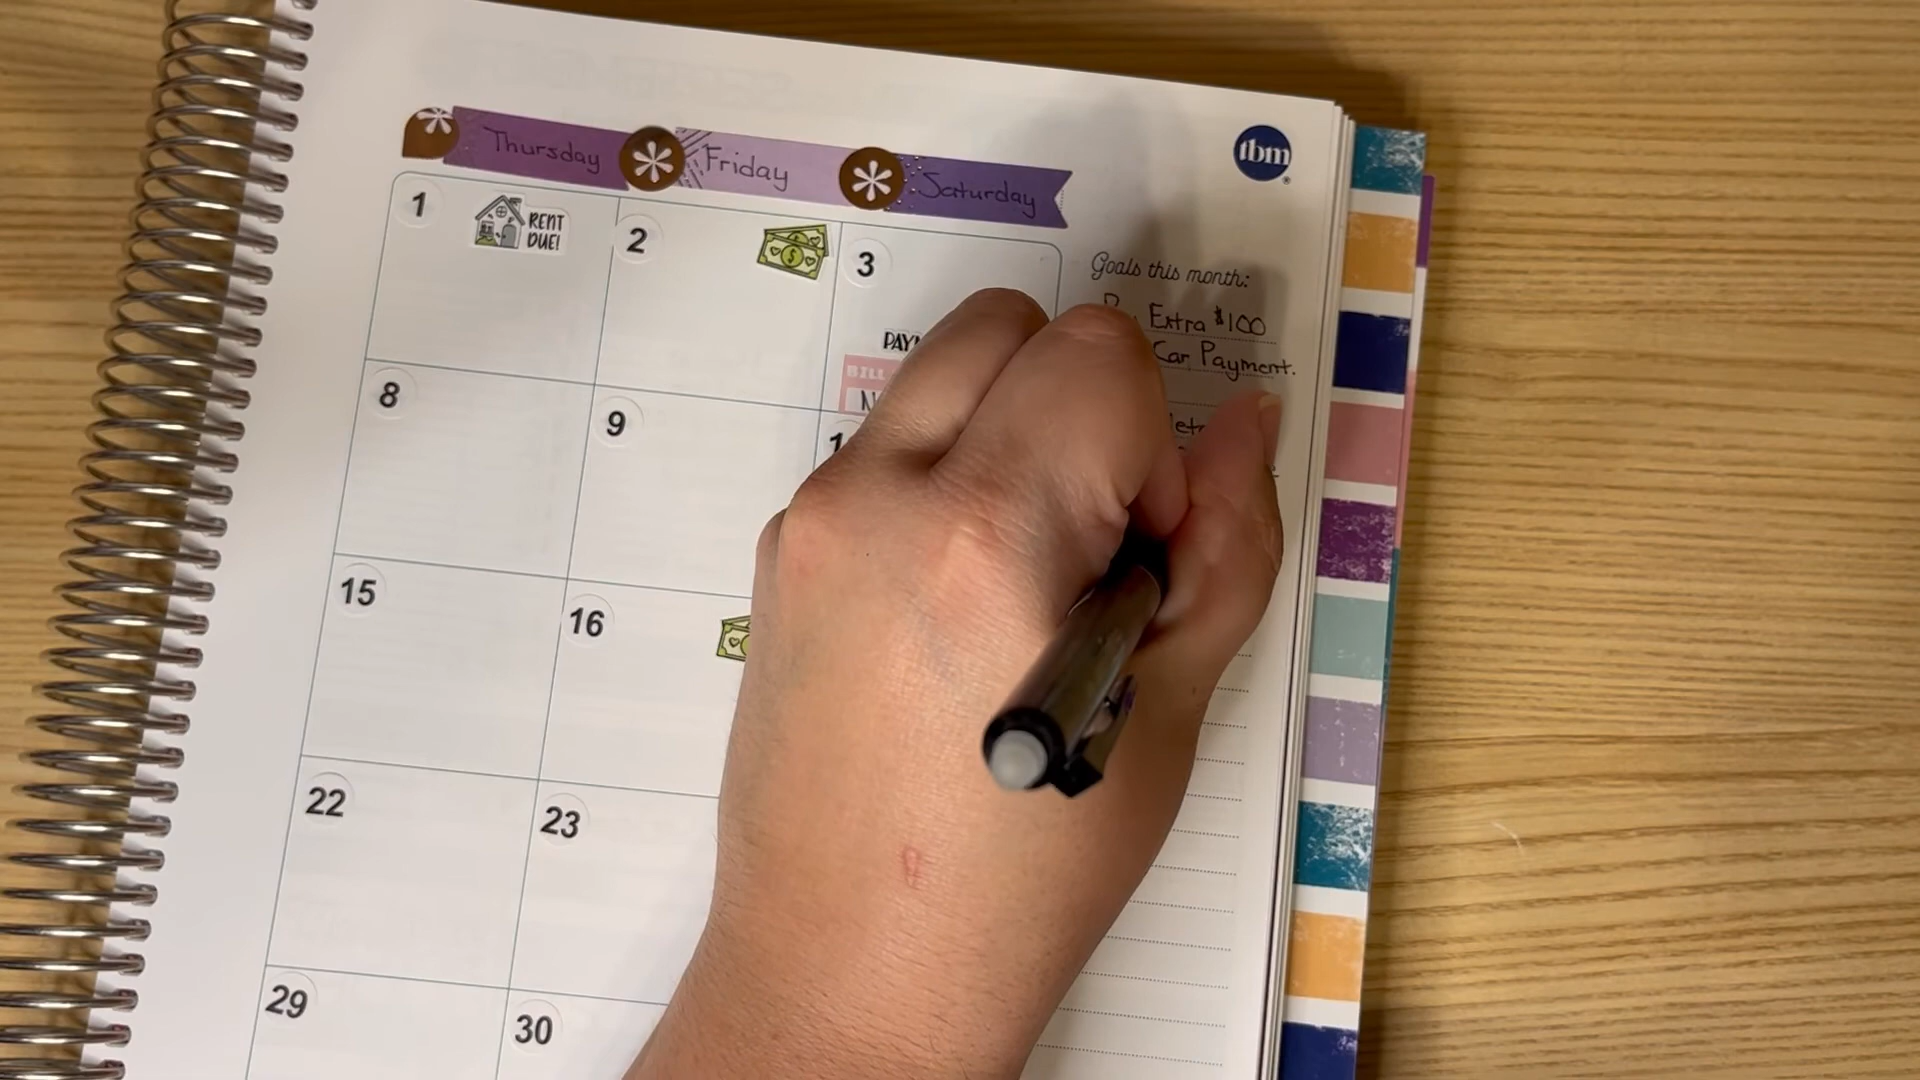 Thursday Friday Saturday
tbm
1 RENT DUE! 2 3
Goals this month:
Extra $100
Car Payment.
BILL
8 9
15 16
22 23
29 30